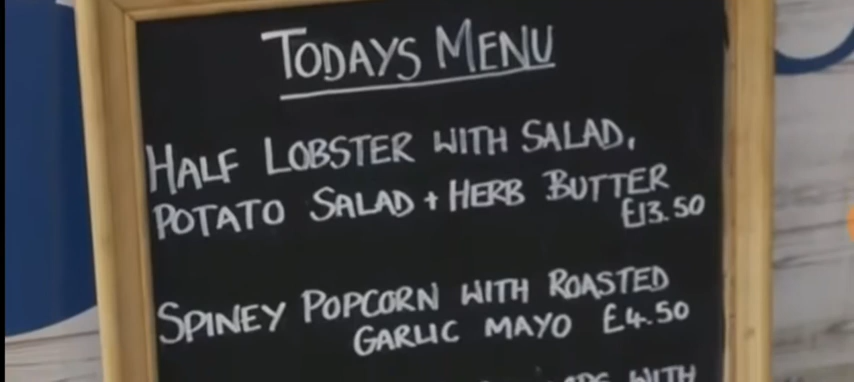 TODAYS MENU
HALF LOBSTER WITH SALAD,
POTATO SALAD + HERB BUTTER
£13.50
SPINEY POPCORN WITH ROASTED
GARLIC MAYO £4.50
WITH